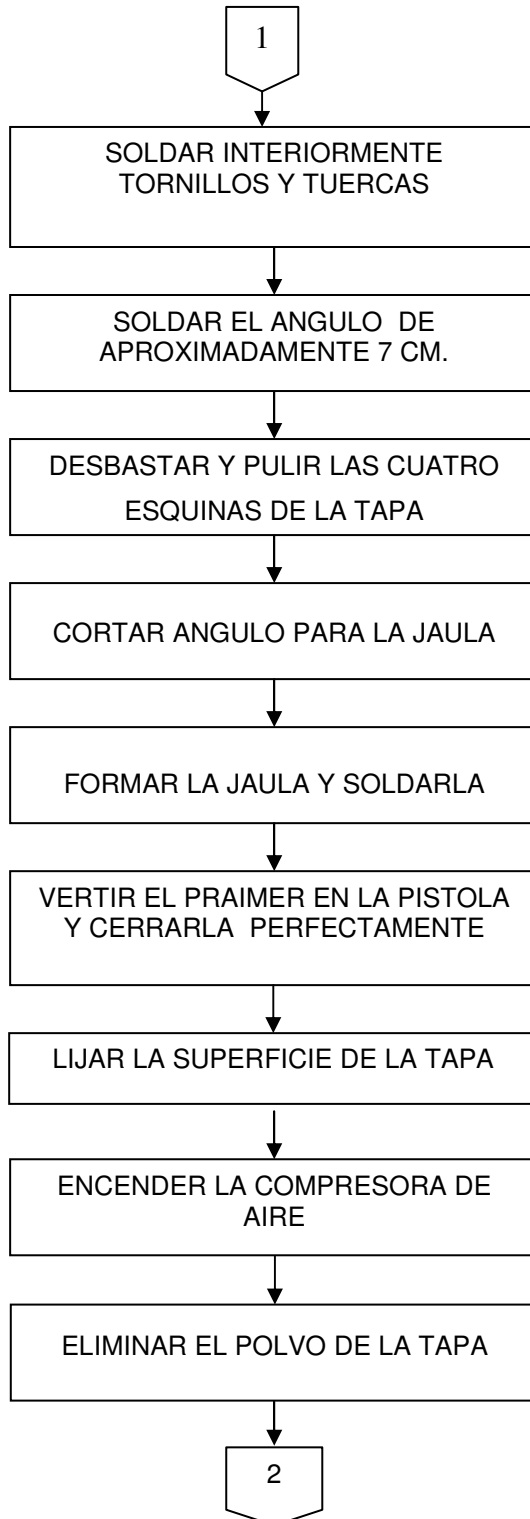 1
SOLDAR INTERIORMENTE
TORNILLOS Y TUERCAS
SOLDAR EL ANGULO DE
APROXIMADAMENTE 7 CM.
DESBASTAR Y PULIR LAS CUATRO
ESQUINAS DE LA TAPA
CORTAR ANGULO PARA LA JAULA
FORMAR LA JAULA Y SOLDARLA
VERTIR EL PRAIMER EN LA PISTOLA
Y CERRARLA PERFECTAMENTE
LIJAR LA SUPERFICIE DE LA TAPA
ENCENDER LA COMPRESORA DE
AIRE
ELIMINAR EL POLVO DE LA TAPA
2